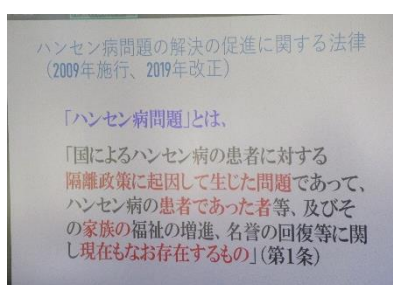 ハンセン病問題の解決の促進に関する法律
（2009年施行、2019年改正）
「ハンセン病問題」とは、
「国によるハンセン病の患者に対する
隔離政策に起因して生じた問題であって、
ハンセン病の患者であった者等、及びそ
の家族の福祉の増進、名誉の回復等に関
し現在もなお存在するもの」（第1条）